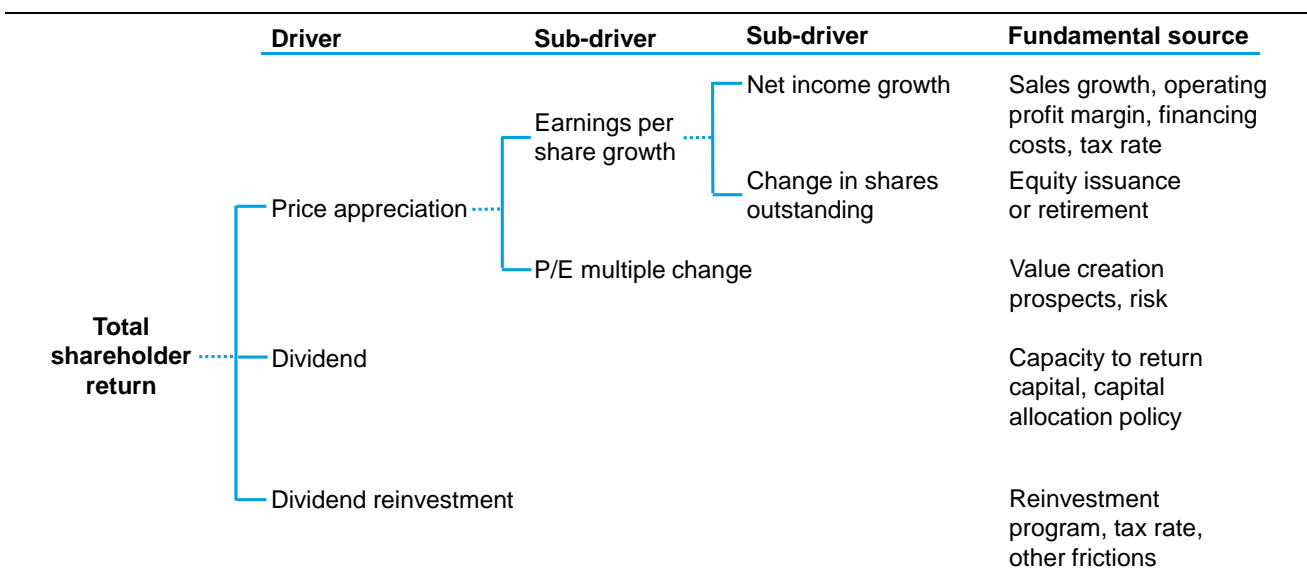 Driver
Sub-driver
Sub-driver
Fundamental source
Net income growth
Sales growth, operating
profit margin, financing
costs, tax rate
Earnings per
share growth
Change in shares
outstanding
Equity issuance
or retirement
Price appreciation
P/E multiple change
Value creation
prospects, risk
Total
shareholder
return
Dividend
Capacity to return
capital, capital
allocation policy
Dividend reinvestment
Reinvestment
program, tax rate,
other frictions